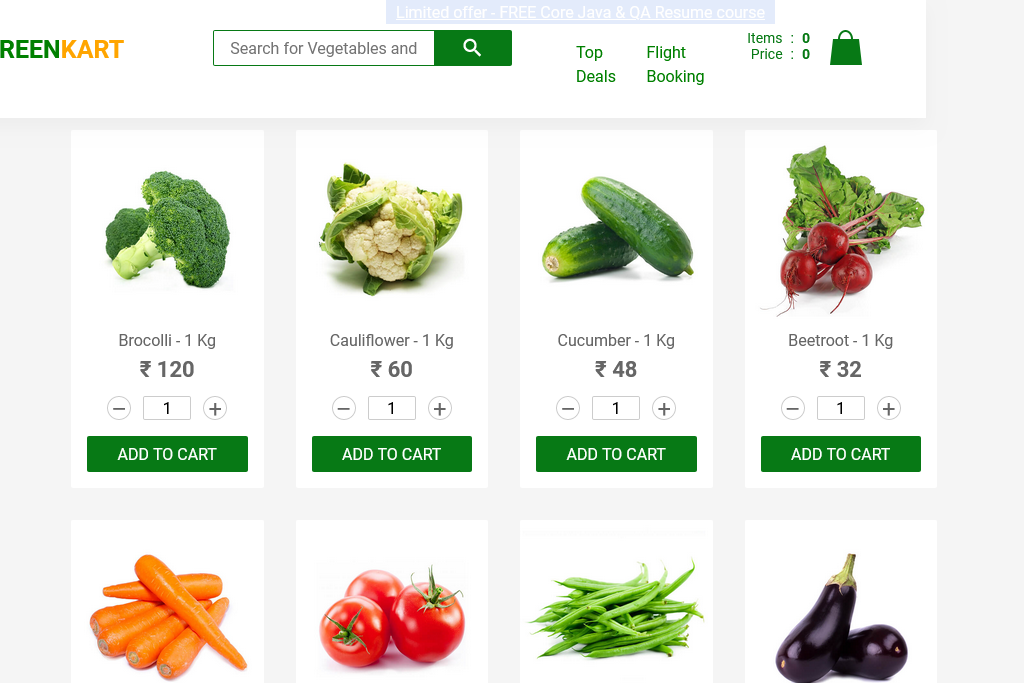 Limited offer - FREE Core Java & QA Resume course
REENKART
Search for Vegetables and
Top
Deals
Flight
Booking
Items : 0
Price : 0
Brocolli - 1 Kg
₹ 120
− 1 +
ADD TO CART
Cauliflower - 1 Kg
₹ 60
− 1 +
ADD TO CART
Cucumber - 1 Kg
₹ 48
− 1 +
ADD TO CART
Beetroot - 1 Kg
₹ 32
− 1 +
ADD TO CART